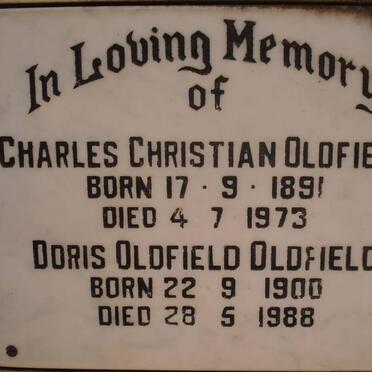 In Loving Memory
of
CHARLES CHRISTIAN OLDFIE
BORN 17 · 9 · 1891
DIED 4 7 1973
DORIS OLDFIELD OLDFIELD
BORN 22 9 1900
DIED 28 5 1988